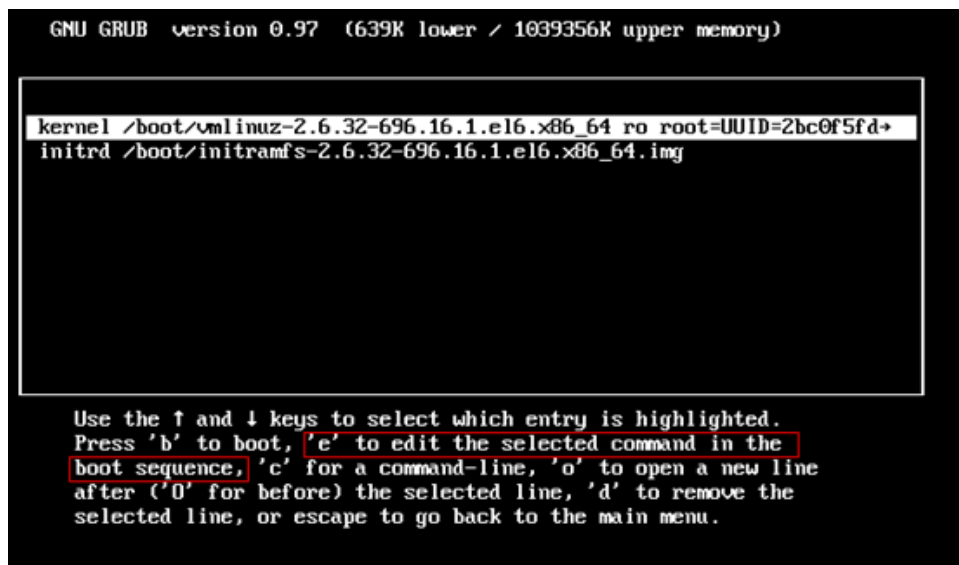 GNU GRUB version 0.97 (639K lower / 1039356K upper memory)
kernel /boot/vmlinuz-2.6.32-696.16.1.el6.x86_64 ro root=UUID=2bc0f5fd→
initrd /boot/initramfs-2.6.32-696.16.1.el6.x86_64.img
Use the ↑ and ↓ keys to select which entry is highlighted.
Press 'b' to boot, 'e' to edit the selected command in the
boot sequence, 'c' for a command-line, 'o' to open a new line
after ('O' for before) the selected line, 'd' to remove the
selected line, or escape to go back to the main menu.